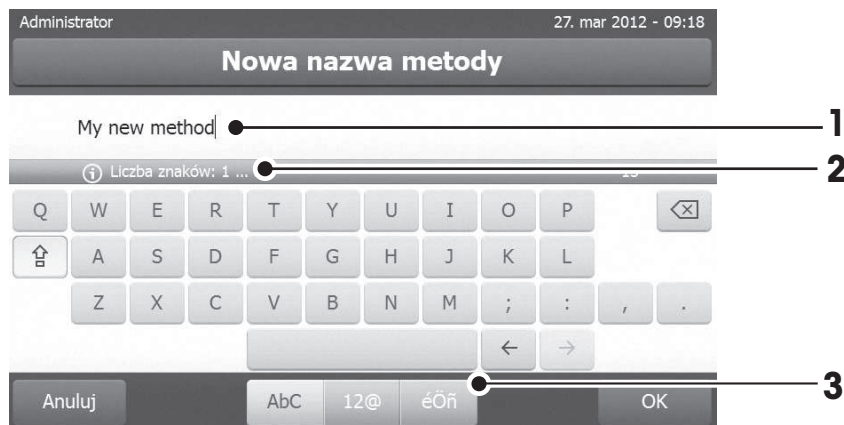 Administrator 27. mar 2012 - 09:18
Nowa nazwa metody
My new method 1
Liczba znaków: 1 ... 2
Q W E R T Y U I O P
A S D F G H J K L
Z X C V B N M ; : , .
← →
Anuluj AbC 12@ éÖñ OK 3